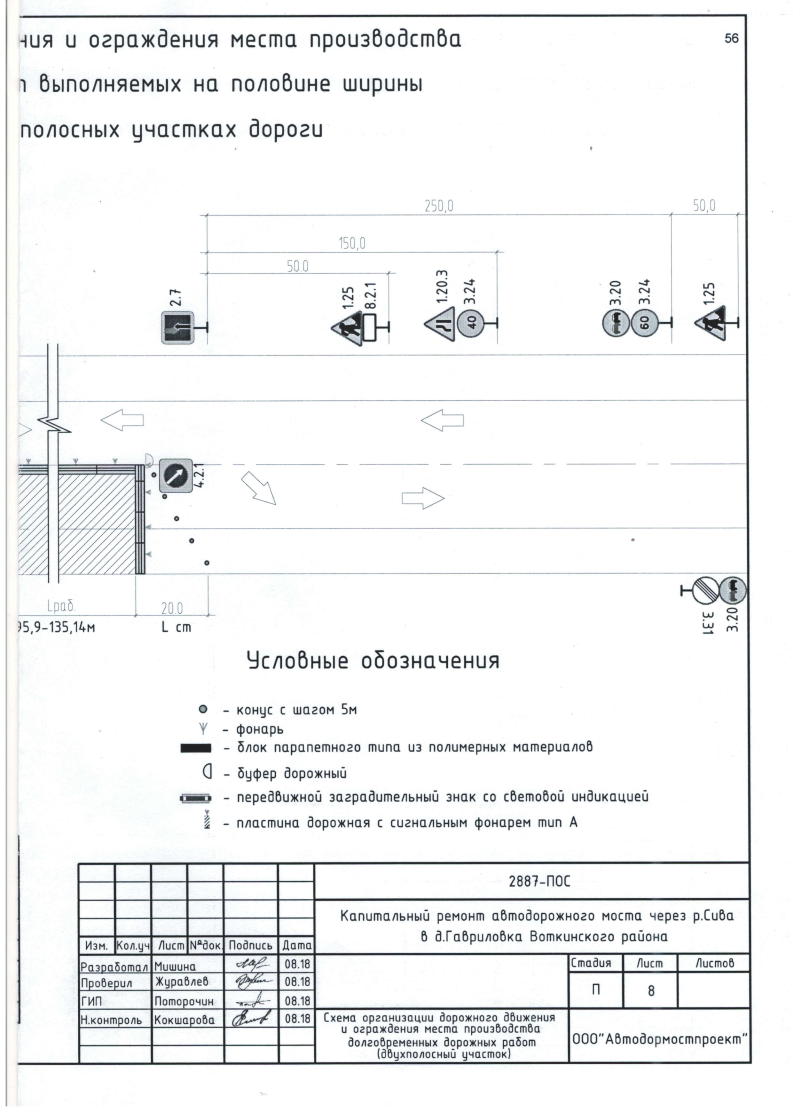 ния и ограждения места производства
56
выполняемых на половине ширины
полосных участках дороги
250,0
50,0
150,0
50.0
2.7
1.25
8.2.1
1.20.3
3.24
3.20
3.24
1.25
40
60
4.2.1
Lраб.
20.0
95,9-135,14м
L ст
3.31
3.20
Условные обозначения
- конус с шагом 5м
- фонарь
- блок парапетного типа из полимерных материалов
- буфер дорожный
- передвижной заградительный знак со световой индикацией
- пластина дорожная с сигнальным фонарем тип А
2887-ПОС
Капитальный ремонт автодорожного моста через р.Сива
в д.Гавриловка Воткинского района
Изм. Кол.уч Лист №док. Подпись Дата
Разработал Мишина 08.18
Проверил Журавлев 08.18
ГИП Поторочин 08.18
Н.контроль Кокшарова 08.18
Стадия Лист Листов
П 8
Схема организации дорожного движения
и ограждения места производства
долговременных дорожных работ
(двухполосный участок)
ООО"Автодормостпроект"